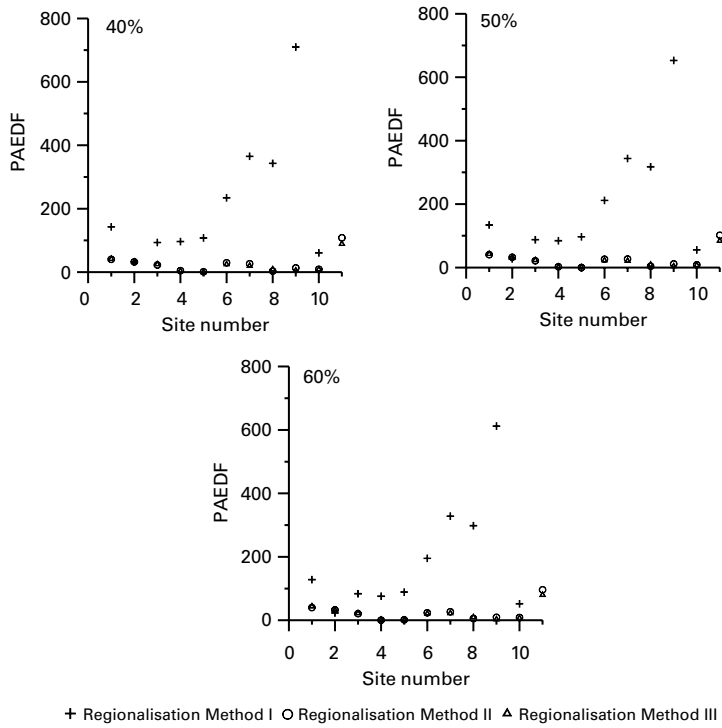 40%
800
600
400
200
0
PAEDF
0 2 4 6 8 10
Site number
50%
800
600
400
200
0
PAEDF
0 2 4 6 8 10
Site number
60%
800
600
400
200
0
PAEDF
0 2 4 6 8 10
Site number
+ Regionalisation Method I ○ Regionalisation Method II △ Regionalisation Method III